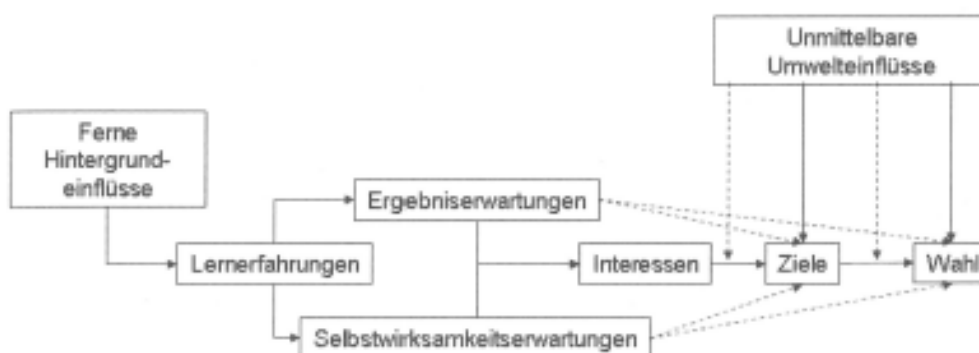 Unmittelbare
Umwelteinflüsse
Ferne
Hintergrund-
einflüsse
Ergebniserwartungen
Lernerfahrungen
Interessen
Ziele
Wahl
Selbstwirksamkeitserwartungen